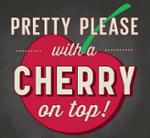 PRETTY PLEASE
with a
CHERRY
on top!